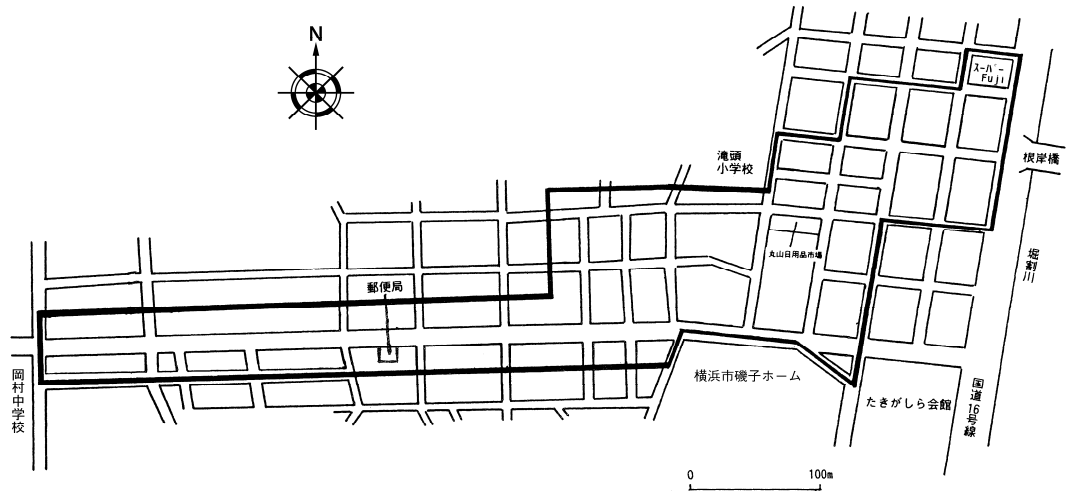 N
スーパー
Fuji
滝頭
小学校
根岸橋
丸山日用品市場
堀割川
郵便局
岡村中学校
横浜市磯子ホーム
たきがしら会館
国道16号線
0 100m